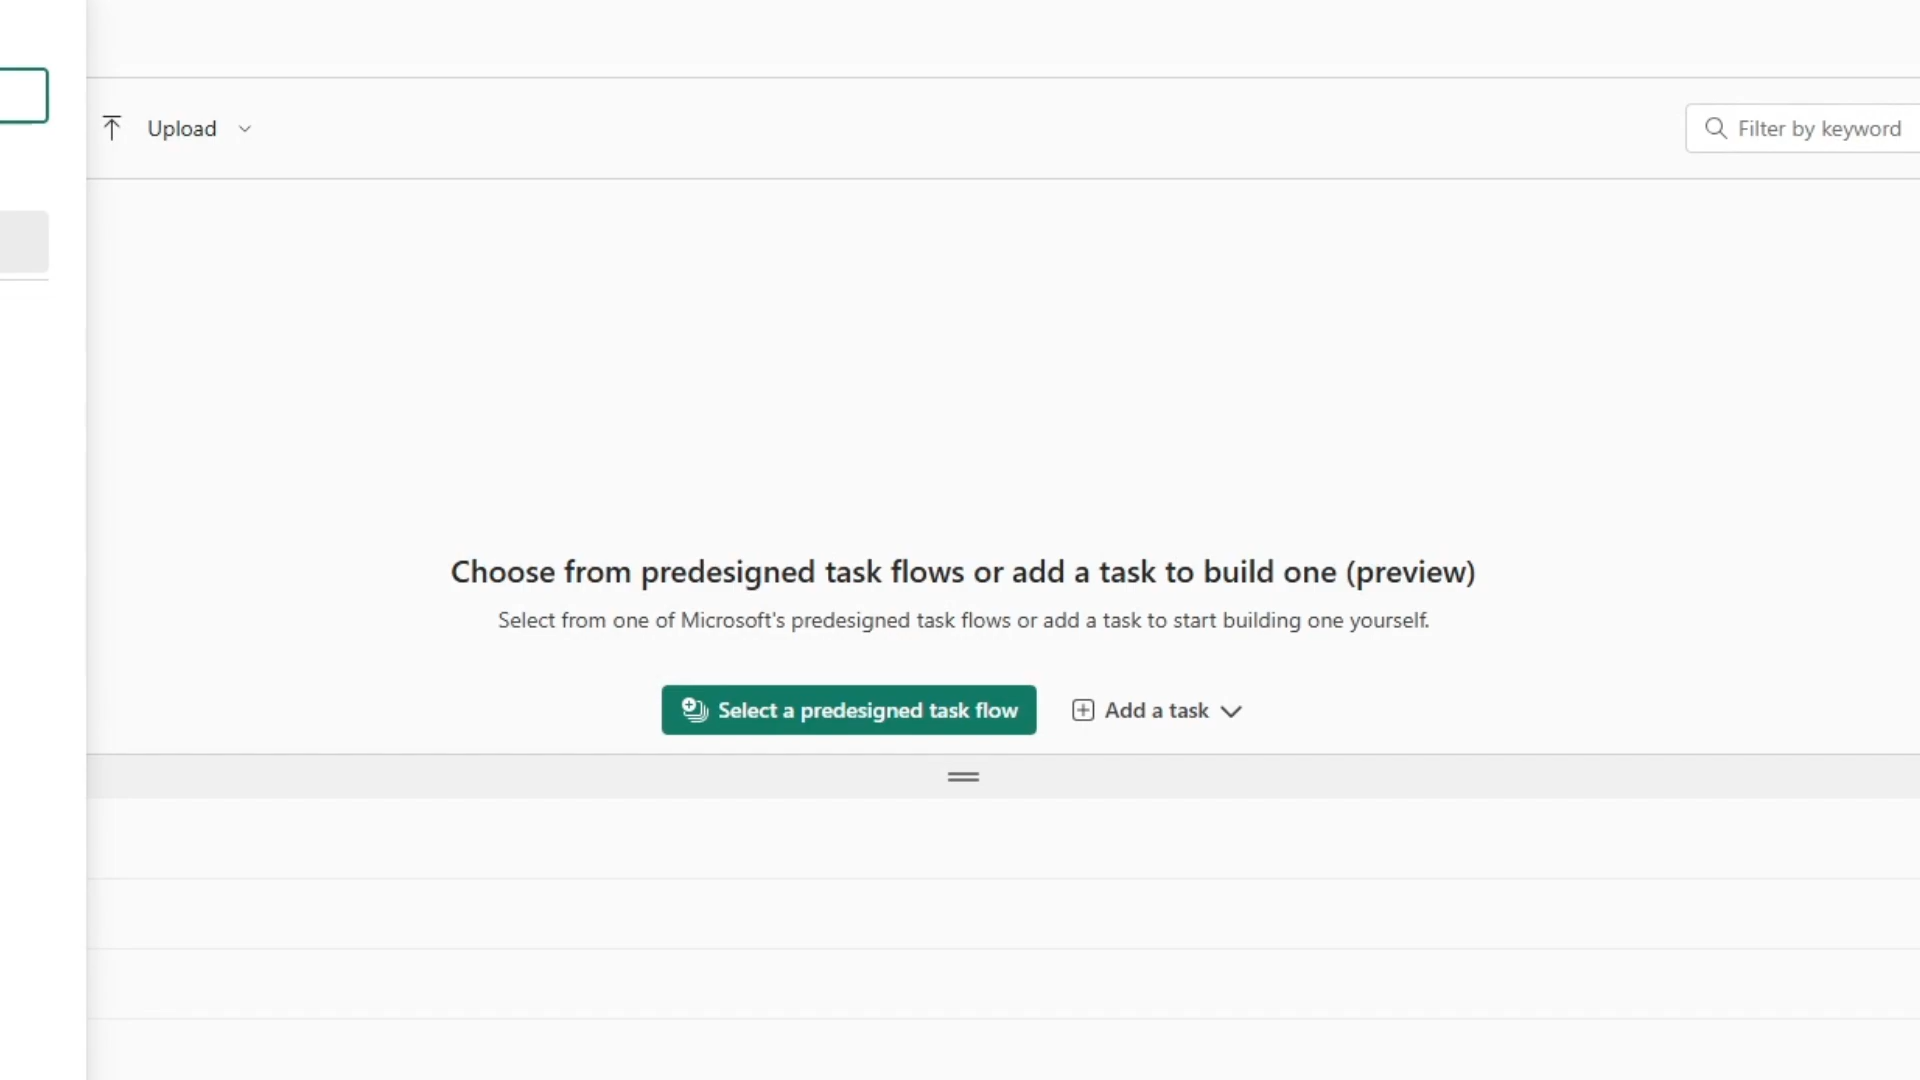 Upload
Filter by keyword
Choose from predesigned task flows or add a task to build one (preview)
Select from one of Microsoft's predesigned task flows or add a task to start building one yourself.
Select a predesigned task flow
Add a task